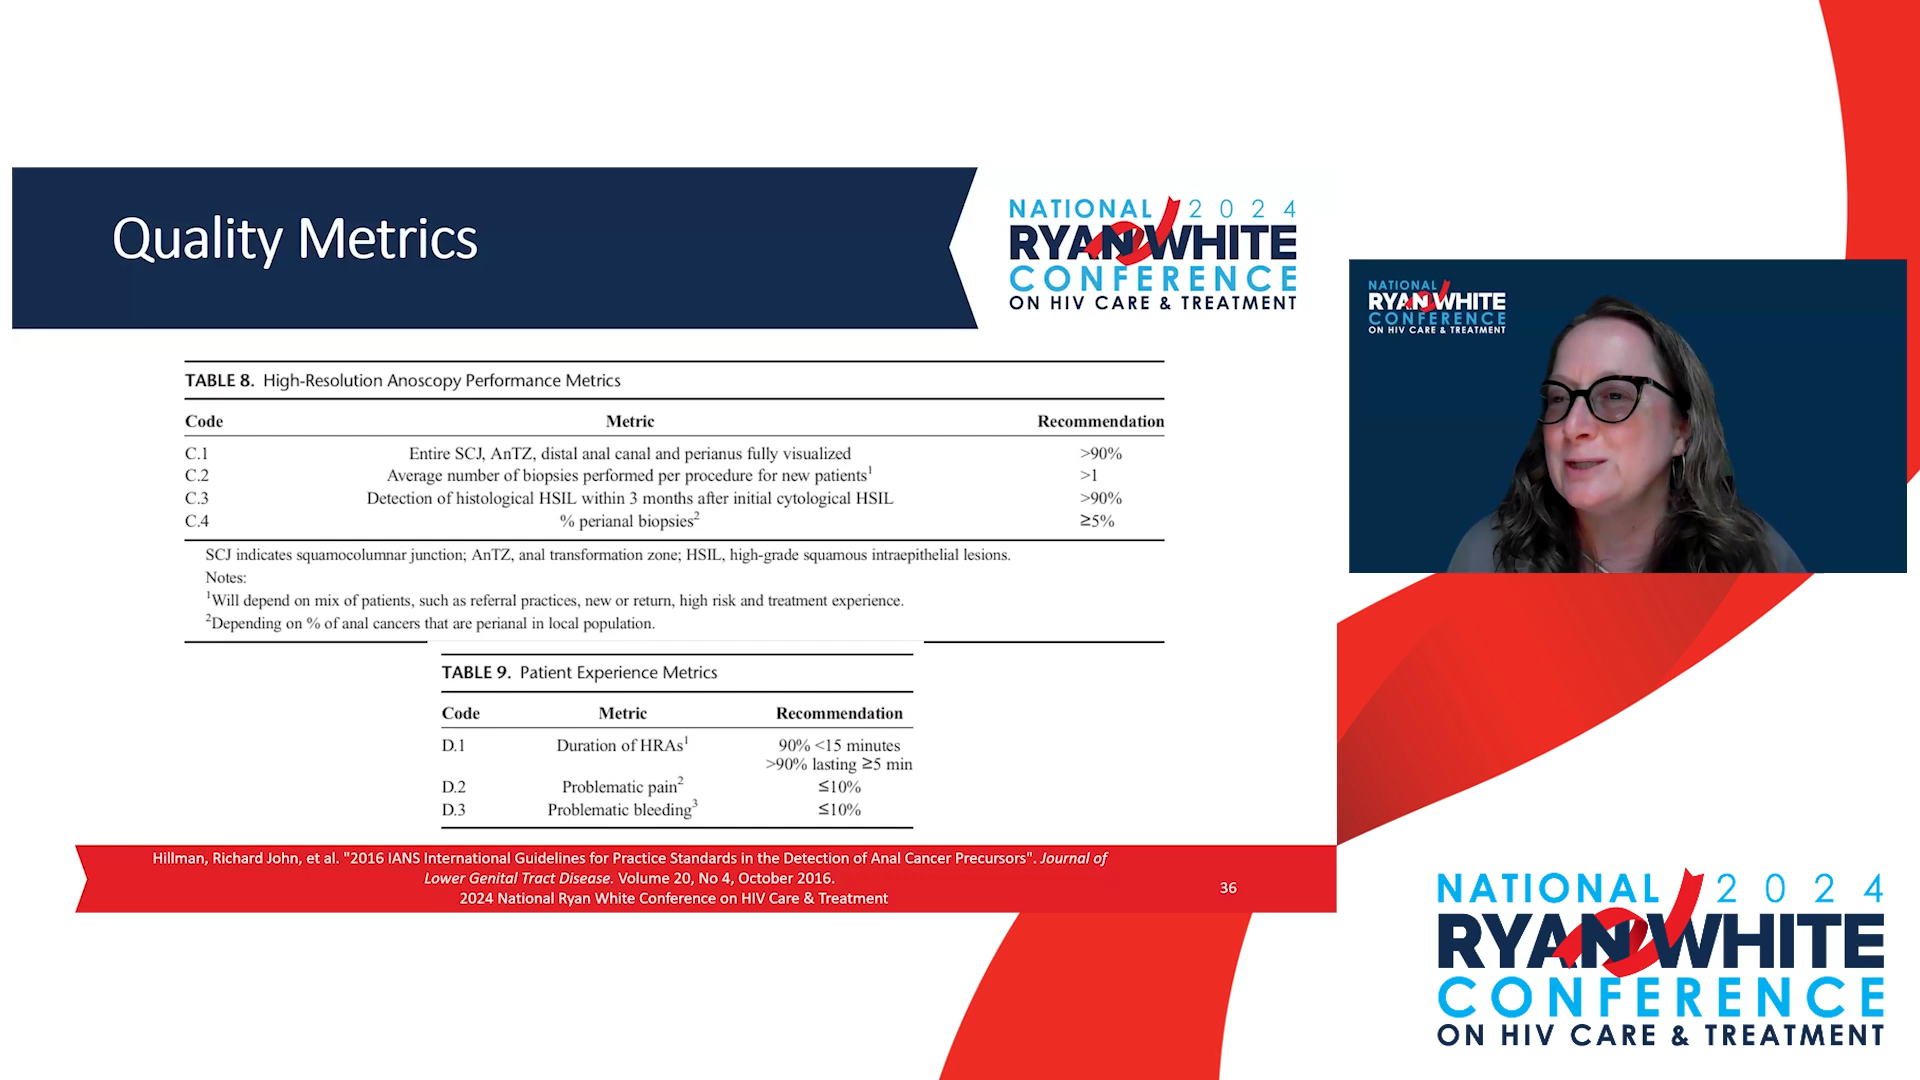 Quality Metrics
NATIONAL 2024
RYAN WHITE
CONFERENCE
ON HIV CARE & TREATMENT
TABLE 8. High-Resolution Anoscopy Performance Metrics
Code Metric Recommendation
C.1 Entire SCJ, AnTZ, distal anal canal and perianus fully visualized >90%
C.2 Average number of biopsies performed per procedure for new patients¹ >1
C.3 Detection of histological HSIL within 3 months after initial cytological HSIL >90%
C.4 % perianal biopsies² ≥5%
SCJ indicates squamocolumnar junction; AnTZ, anal transformation zone; HSIL, high-grade squamous intraepithelial lesions.
Notes:
¹Will depend on mix of patients, such as referral practices, new or return, high risk and treatment experience.
²Depending on % of anal cancers that are perianal in local population.
TABLE 9. Patient Experience Metrics
Code Metric Recommendation
D.1 Duration of HRAs¹ 90% <15 minutes
>90% lasting ≥5 min
D.2 Problematic pain² ≤10%
D.3 Problematic bleeding³ ≤10%
Hillman, Richard John, et al. "2016 IANS International Guidelines for Practice Standards in the Detection of Anal Cancer Precursors". Journal of
Lower Genital Tract Disease. Volume 20, No 4, October 2016.
2024 National Ryan White Conference on HIV Care & Treatment
36
NATIONAL
RYAN WHITE
CONFERENCE
ON HIV CARE & TREATMENT
NATIONAL 2024
RYAN WHITE
CONFERENCE
ON HIV CARE & TREATMENT